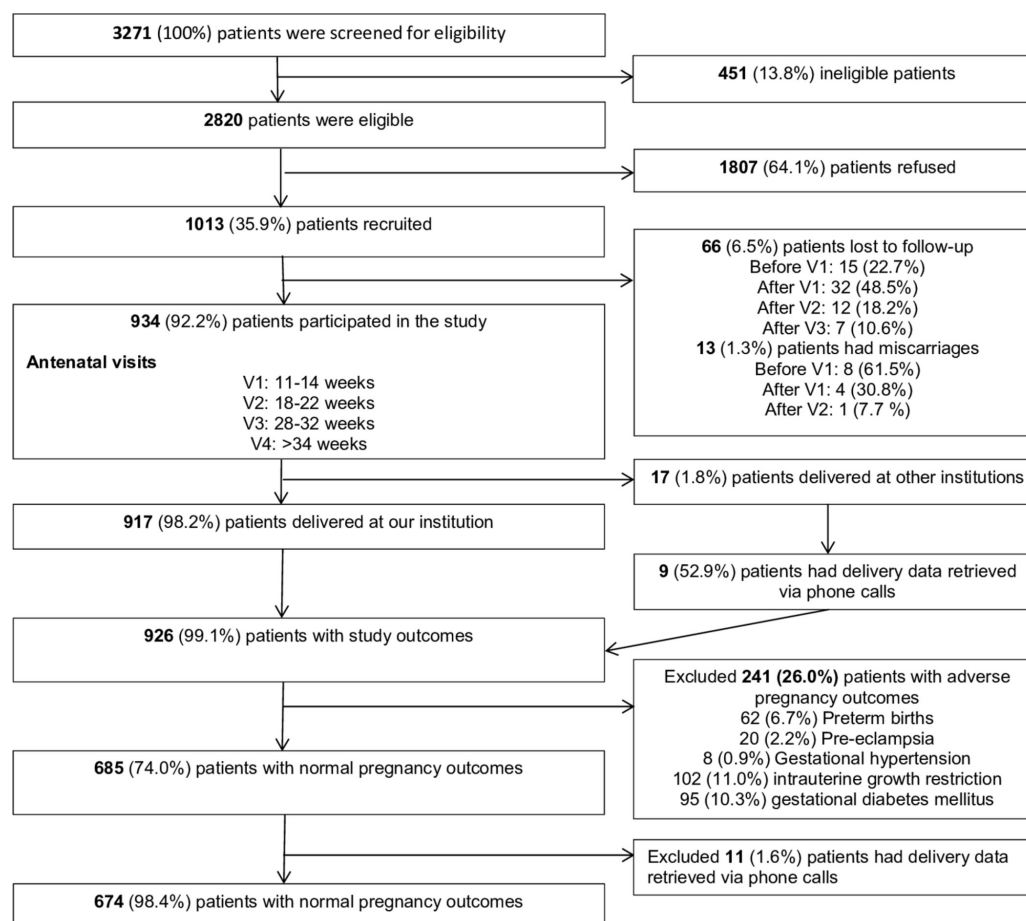 3271 (100%) patients were screened for eligibility
451 (13.8%) ineligible patients
2820 patients were eligible
1807 (64.1%) patients refused
1013 (35.9%) patients recruited
66 (6.5%) patients lost to follow-up
Before V1: 15 (22.7%)
After V1: 32 (48.5%)
After V2: 12 (18.2%)
After V3: 7 (10.6%)
13 (1.3%) patients had miscarriages
Before V1: 8 (61.5%)
After V1: 4 (30.8%)
After V2: 1 (7.7 %)
934 (92.2%) patients participated in the study
Antenatal visits
V1: 11-14 weeks
V2: 18-22 weeks
V3: 28-32 weeks
V4: >34 weeks
17 (1.8%) patients delivered at other institutions
917 (98.2%) patients delivered at our institution
9 (52.9%) patients had delivery data retrieved
via phone calls
926 (99.1%) patients with study outcomes
Excluded 241 (26.0%) patients with adverse
pregnancy outcomes
62 (6.7%) Preterm births
20 (2.2%) Pre-eclampsia
8 (0.9%) Gestational hypertension
102 (11.0%) intrauterine growth restriction
95 (10.3%) gestational diabetes mellitus
685 (74.0%) patients with normal pregnancy outcomes
Excluded 11 (1.6%) patients had delivery data
retrieved via phone calls
674 (98.4%) patients with normal pregnancy outcomes